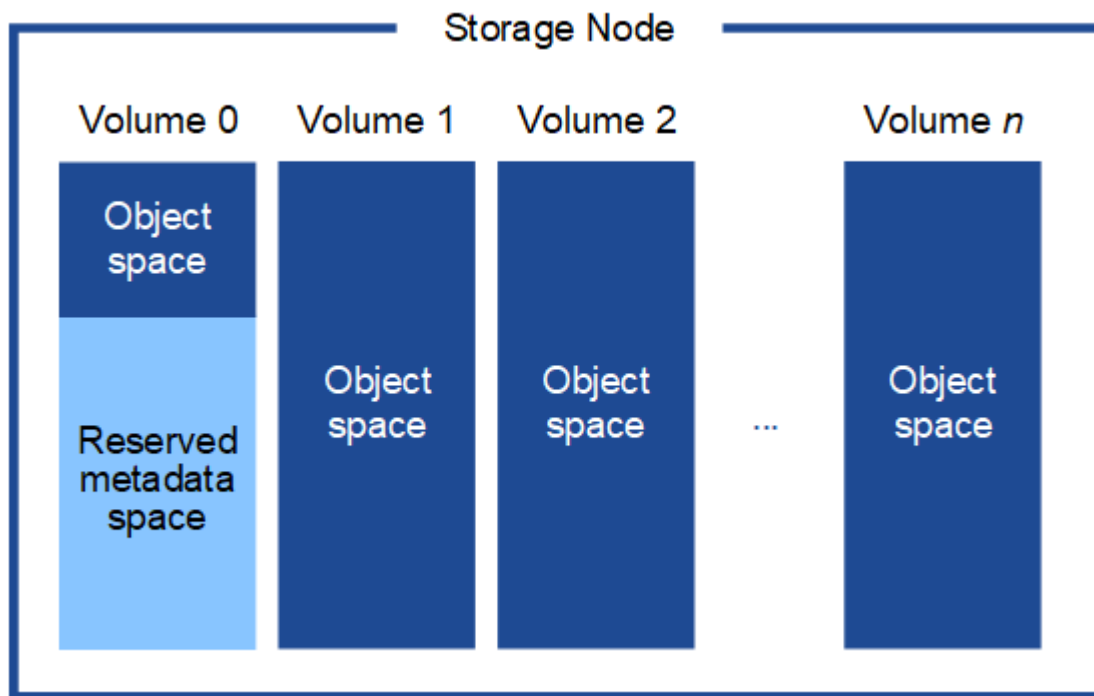 Storage Node
Volume 0
Volume 1
Volume 2
Volume n
Object
space
Reserved
metadata
space
Object
space
Object
space
...
Object
space